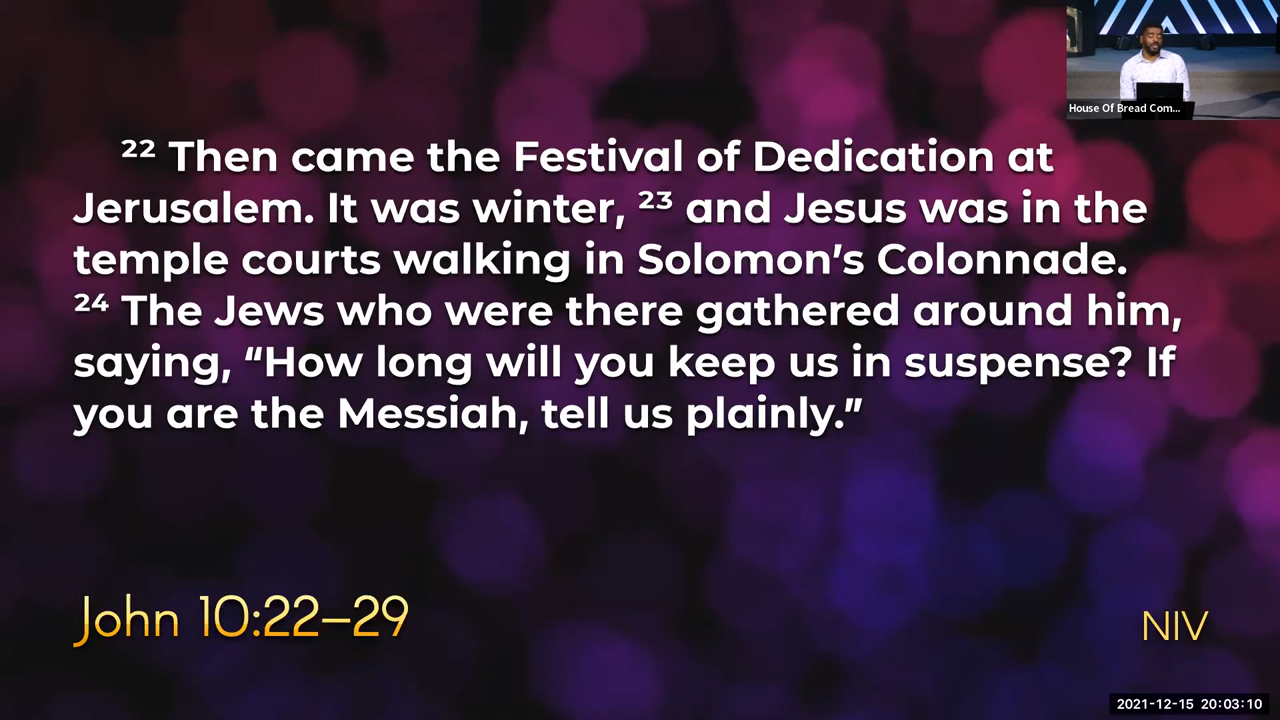 House Of Bread Com...
²² Then came the Festival of Dedication at
Jerusalem. It was winter, ²³ and Jesus was in the
temple courts walking in Solomon’s Colonnade.
²⁴ The Jews who were there gathered around him,
saying, “How long will you keep us in suspense? If
you are the Messiah, tell us plainly.”
John 10:22–29
NIV
2021-12-15 20:03:10